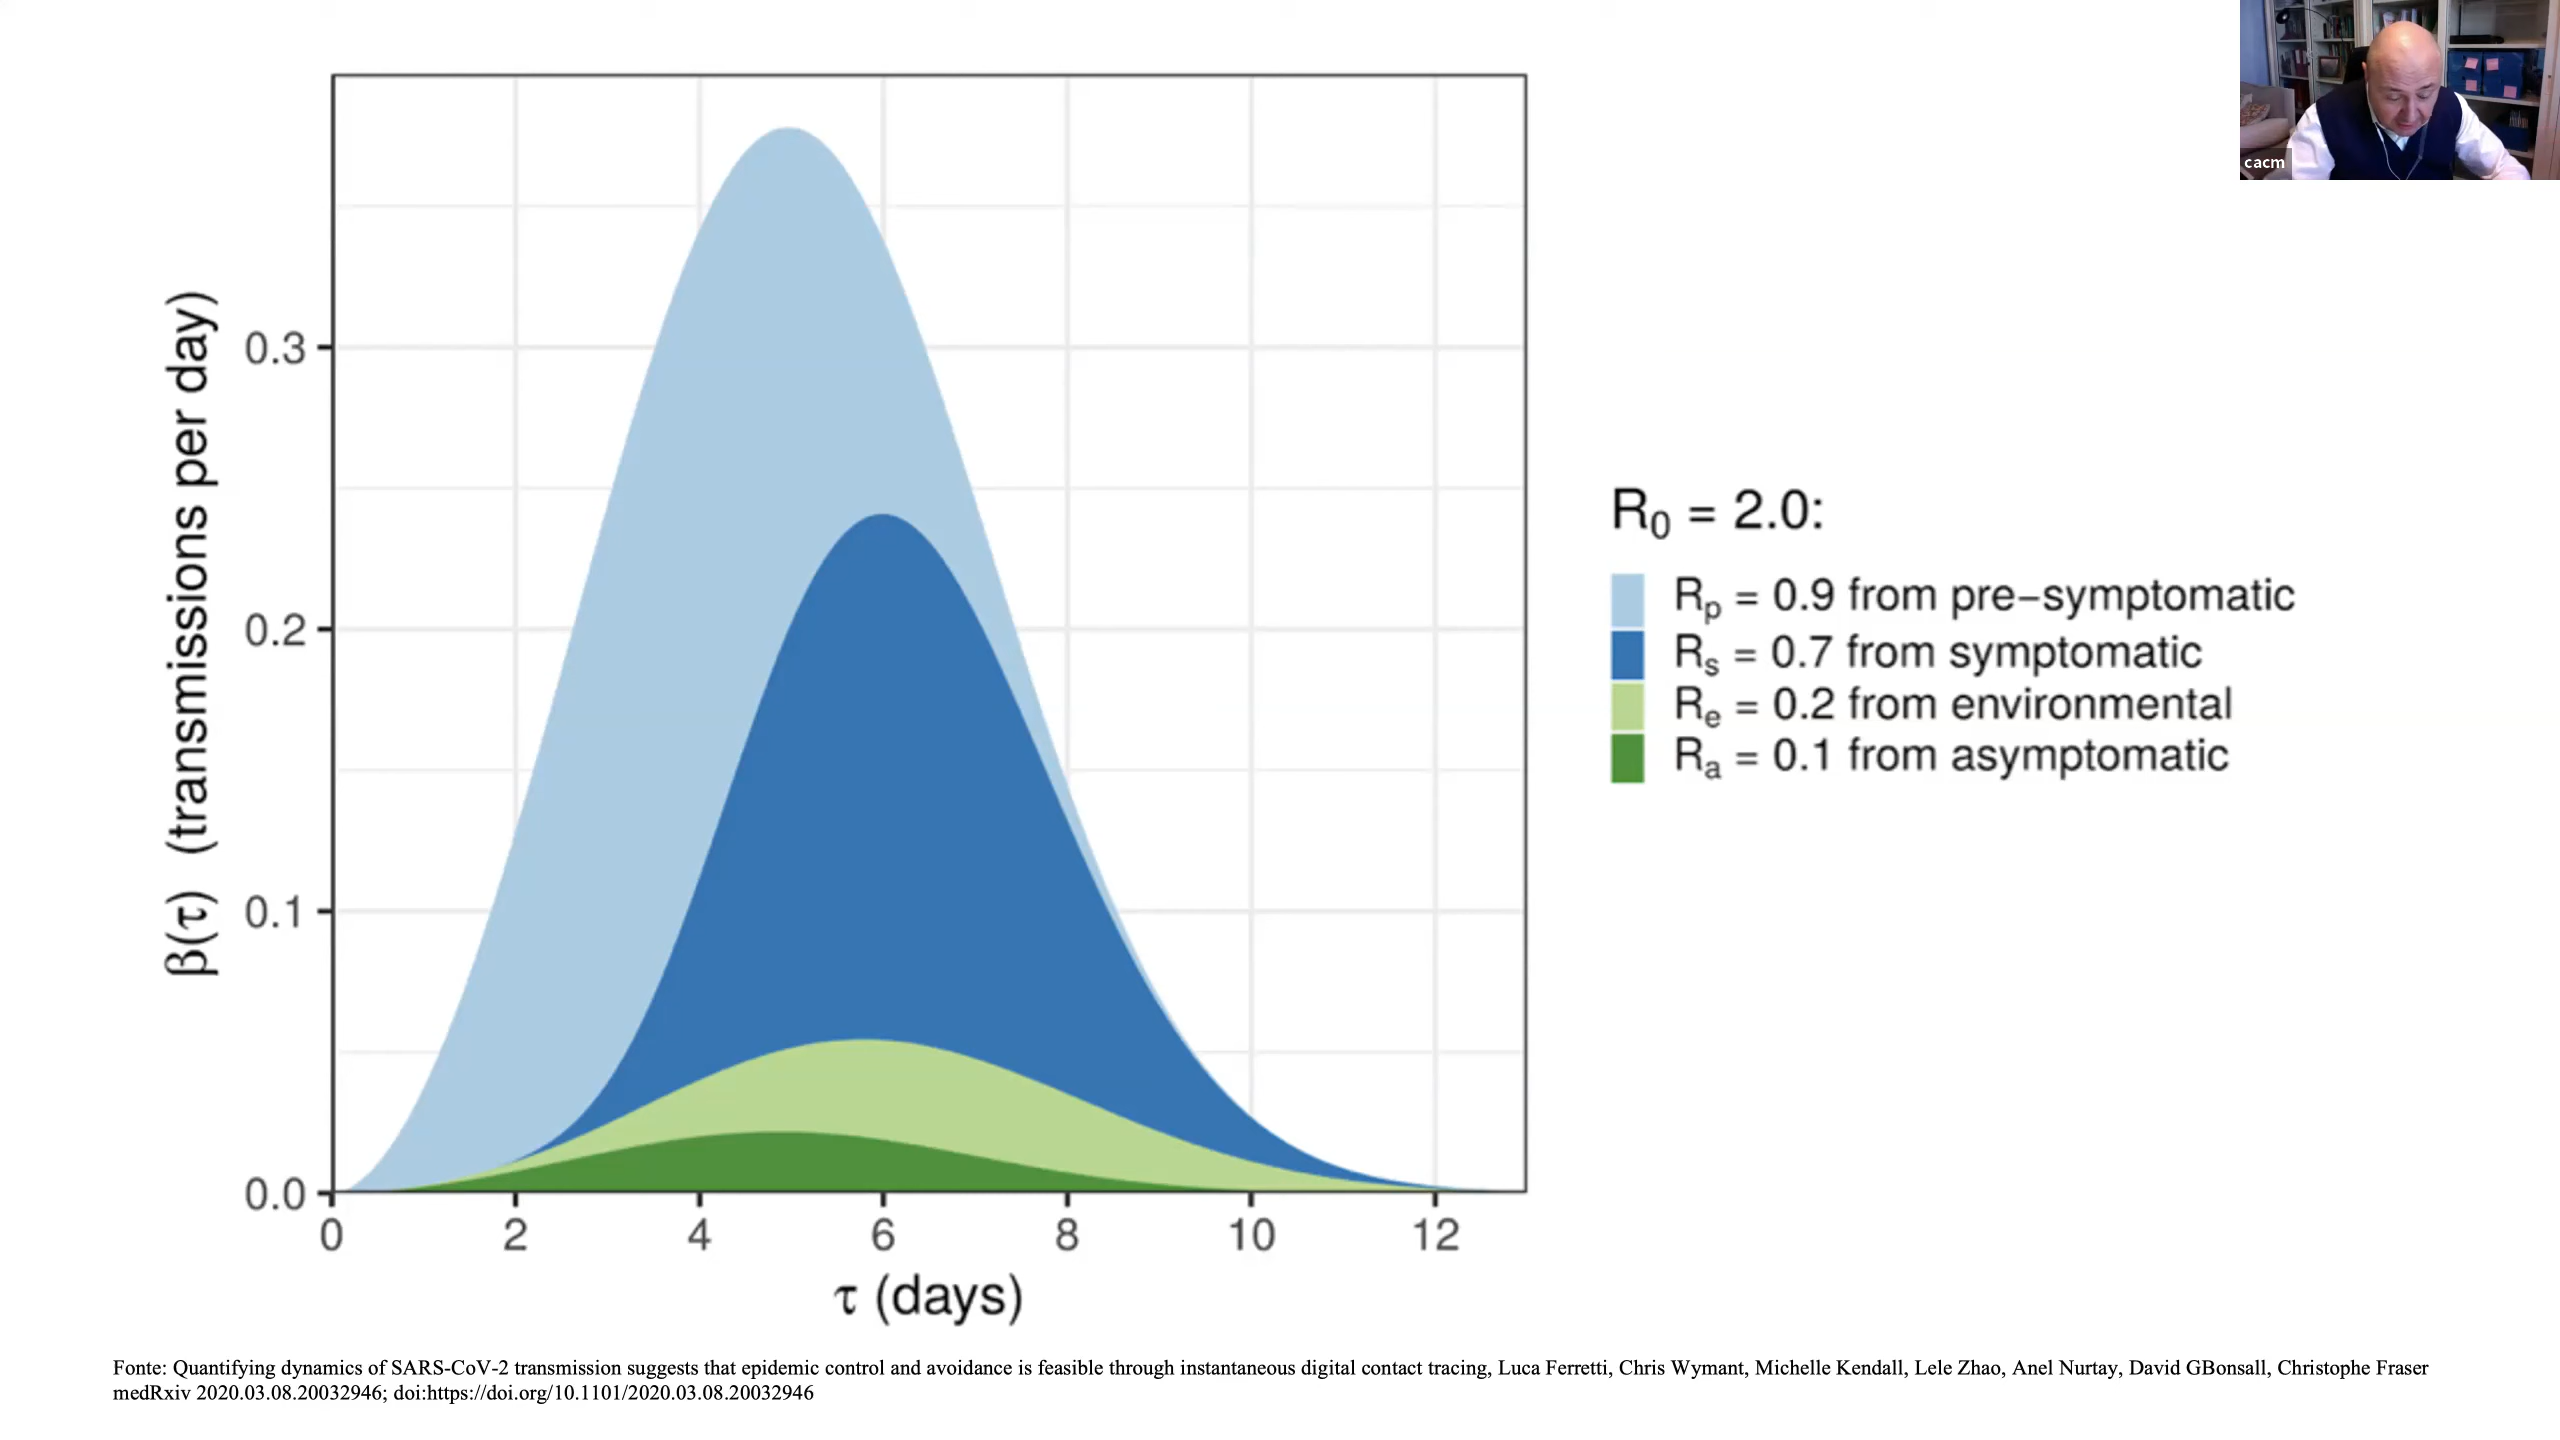 cacm
β(τ) (transmissions per day)
0.3
0.2
0.1
0.0
0 2 4 6 8 10 12
τ (days)
R₀ = 2.0:
Rₚ = 0.9 from pre−symptomatic
Rₛ = 0.7 from symptomatic
Rₑ = 0.2 from environmental
Rₐ = 0.1 from asymptomatic
Fonte: Quantifying dynamics of SARS-CoV-2 transmission suggests that epidemic control and avoidance is feasible through instantaneous digital contact tracing, Luca Ferretti, Chris Wymant, Michelle Kendall, Lele Zhao, Anel Nurtay, David GBonsall, Christophe Fraser
medRxiv 2020.03.08.20032946; doi:https://doi.org/10.1101/2020.03.08.20032946